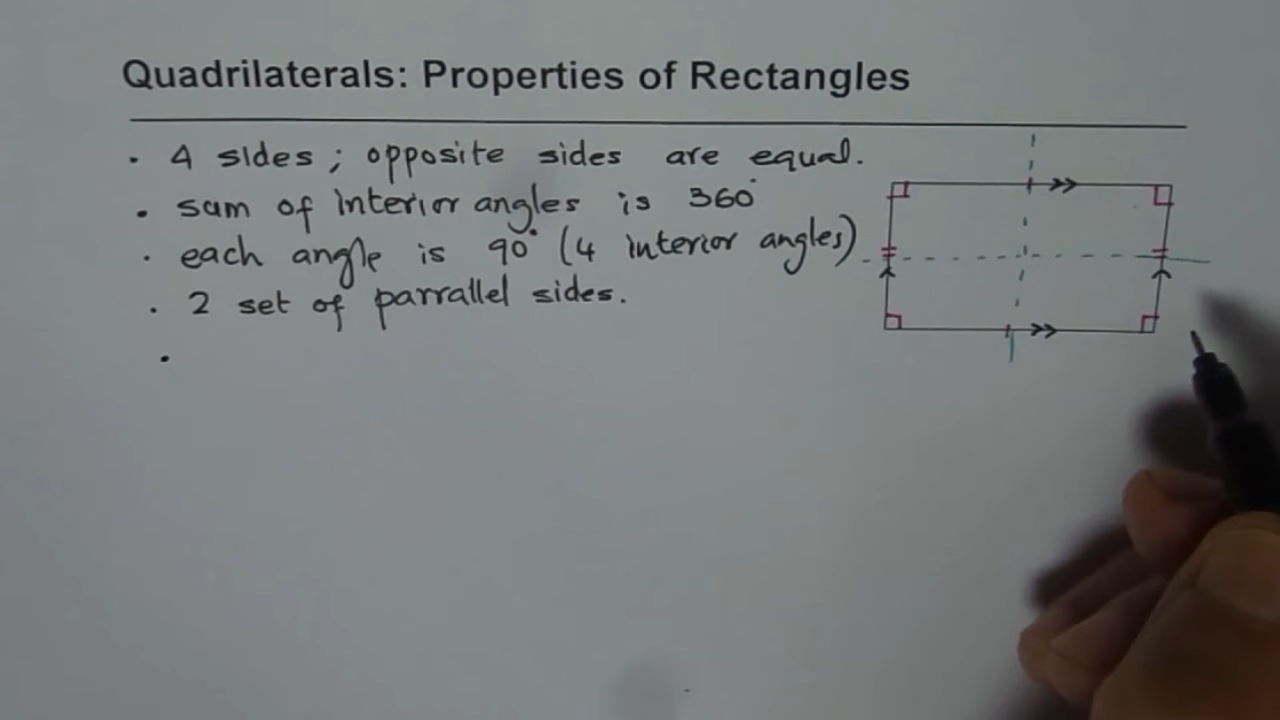 Quadrilaterals: Properties of Rectangles
· 4 sides ; opposite sides are equal.
· sum of interior angles is 360°
· each angle is 90° (4 interior angles)
· 2 set of parrallel sides.
·